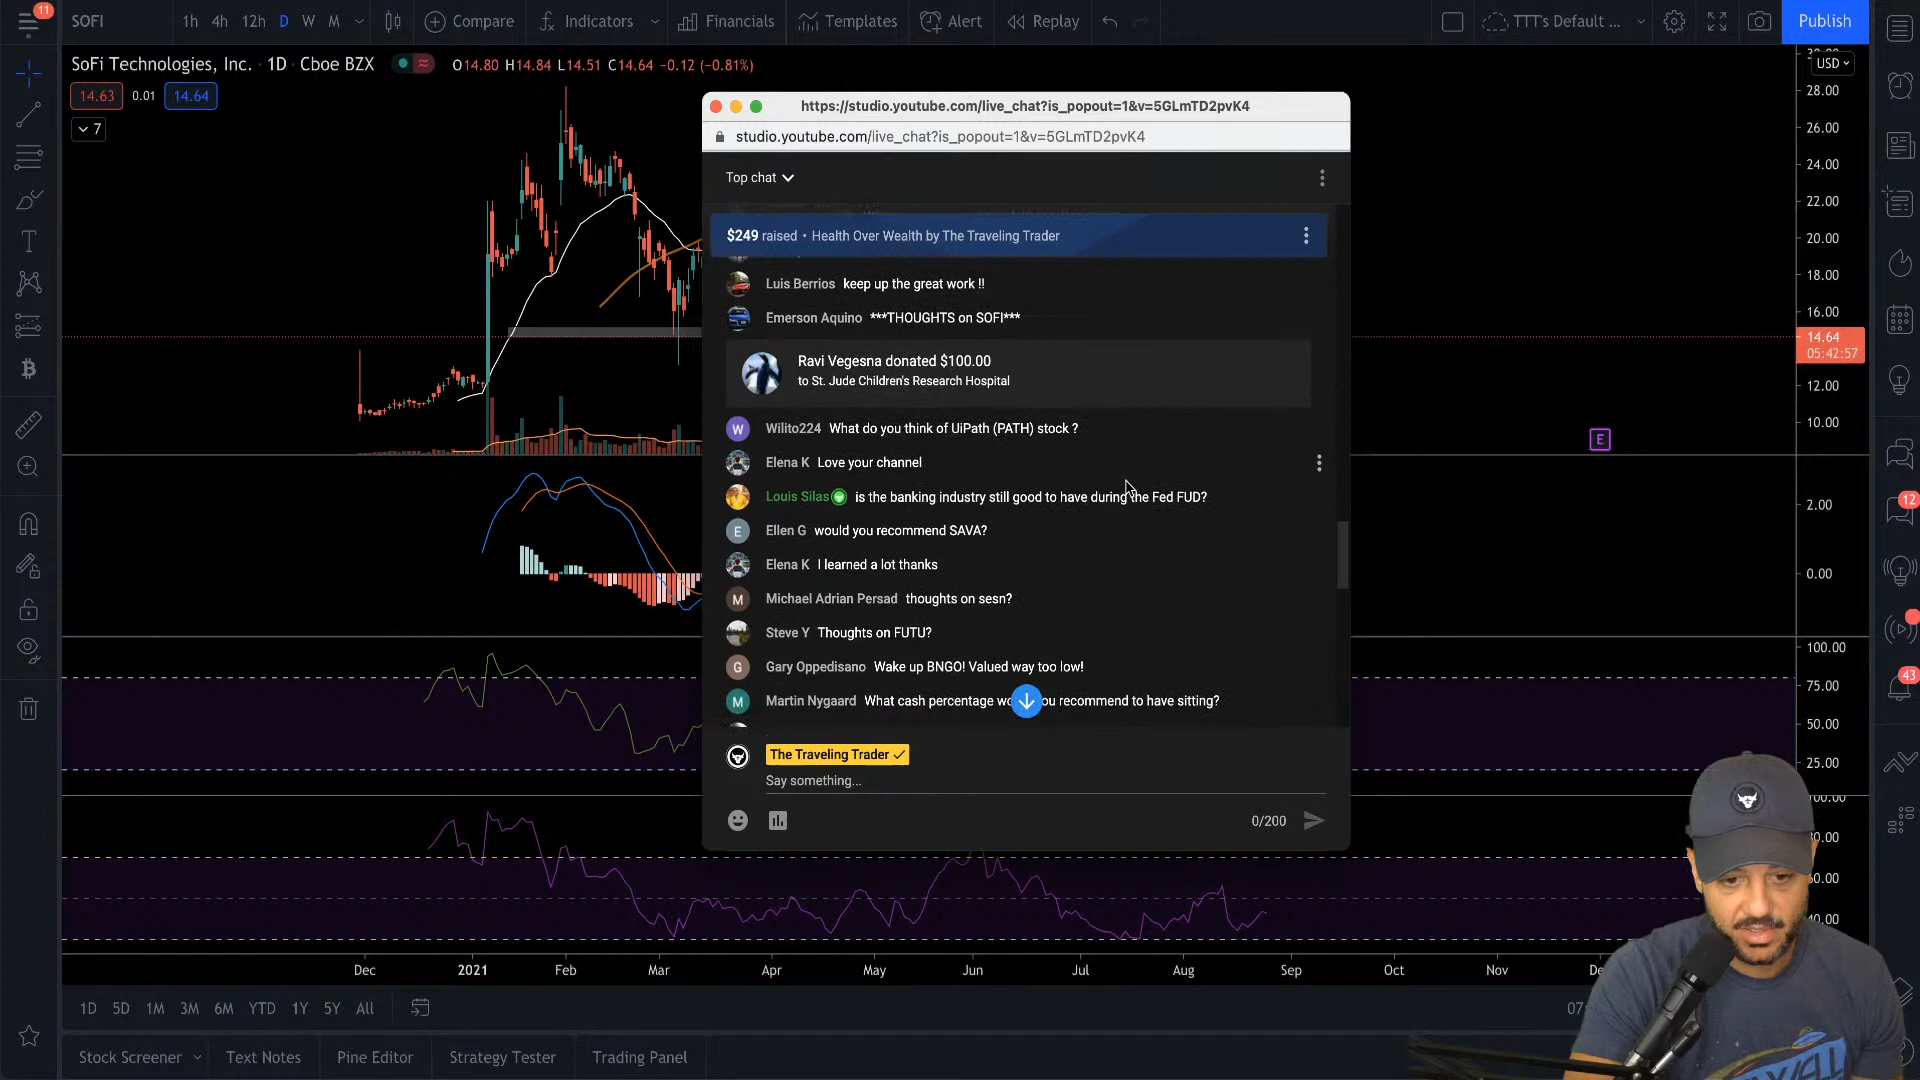 11
SOFI
1h 4h 12h D W M
Compare
Indicators
Financials
Templates
Alert
Replay
TTT's Default ...
Publish
SoFi Technologies, Inc. · 1D · Cboe BZX
O14.80 H14.84 L14.51 C14.64 −0.12 (−0.81%)
14.63 0.01 14.64
7
USD
28.00
26.00
24.00
22.00
20.00
18.00
16.00
14.64
05:42:57
12.00
10.00
E
2.00
0.00
100.00
75.00
50.00
25.00
https://studio.youtube.com/live_chat?is_popout=1&v=5GLmTD2pvK4
studio.youtube.com/live_chat?is_popout=1&v=5GLmTD2pvK4
Top chat
$249 raised • Health Over Wealth by The Traveling Trader
Luis Berrios keep up the great work !!
Emerson Aquino ***THOUGHTS on SOFI***
Ravi Vegesna donated $100.00
to St. Jude Children's Research Hospital
W Wilito224 What do you think of UiPath (PATH) stock ?
Elena K Love your channel
Louis Silas is the banking industry still good to have during the Fed FUD?
E Ellen G would you recommend SAVA?
Elena K I learned a lot thanks
M Michael Adrian Persad thoughts on sesn?
Steve Y Thoughts on FUTU?
G Gary Oppedisano Wake up BNGO! Valued way too low!
M Martin Nygaard What cash percentage ou recommend to have sitting?
The Traveling Trader
Say something...
0/200
12
43
Dec 2021 Feb Mar Apr May Jun Jul Aug Sep Oct Nov
1D 5D 1M 3M 6M YTD 1Y 5Y All
Stock Screener
Text Notes
Pine Editor
Strategy Tester
Trading Panel